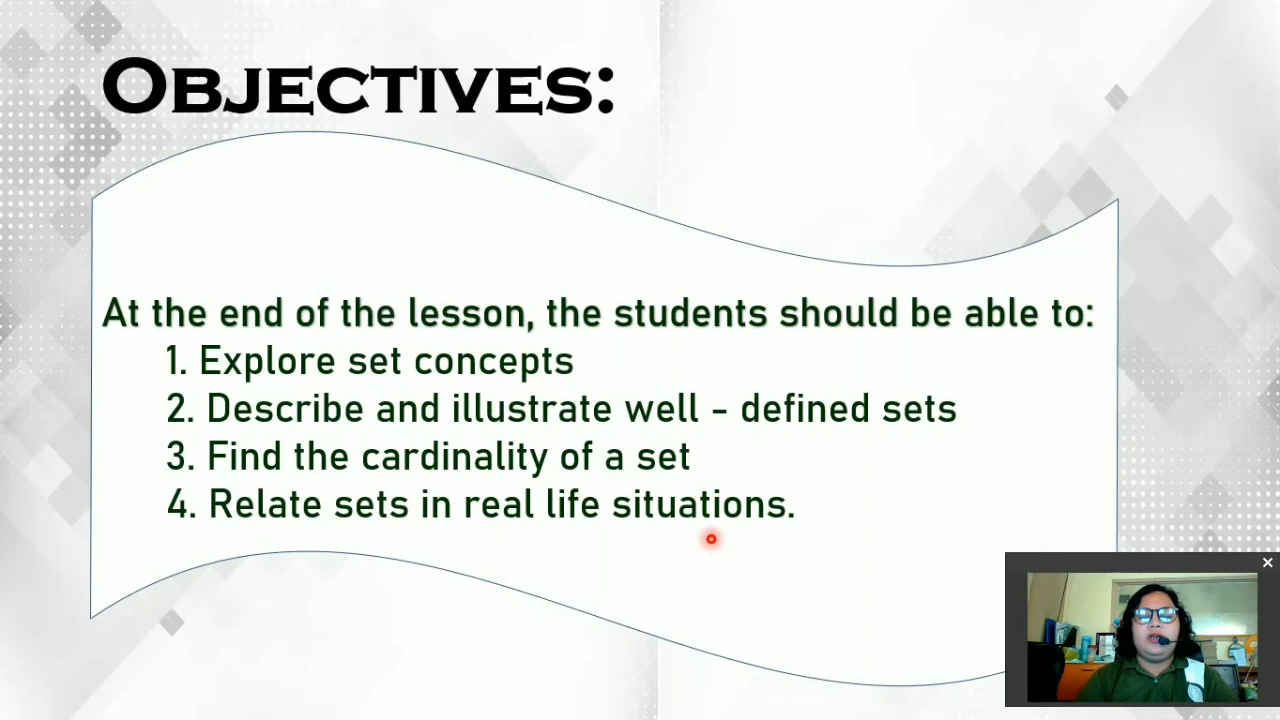 OBJECTIVES:
At the end of the lesson, the students should be able to:
1. Explore set concepts
2. Describe and illustrate well - defined sets
3. Find the cardinality of a set
4. Relate sets in real life situations.